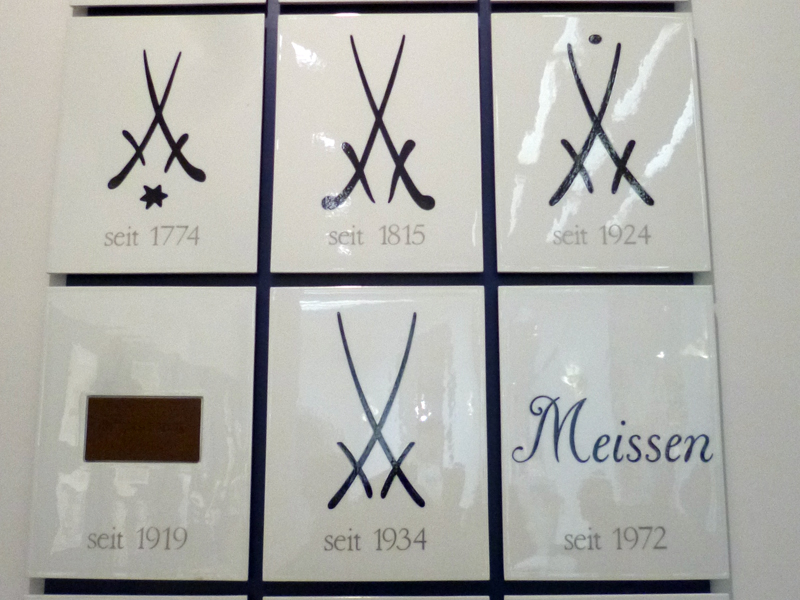 seit 1774
seit 1815
seit 1924
seit 1919
seit 1934
Meissen
seit 1972